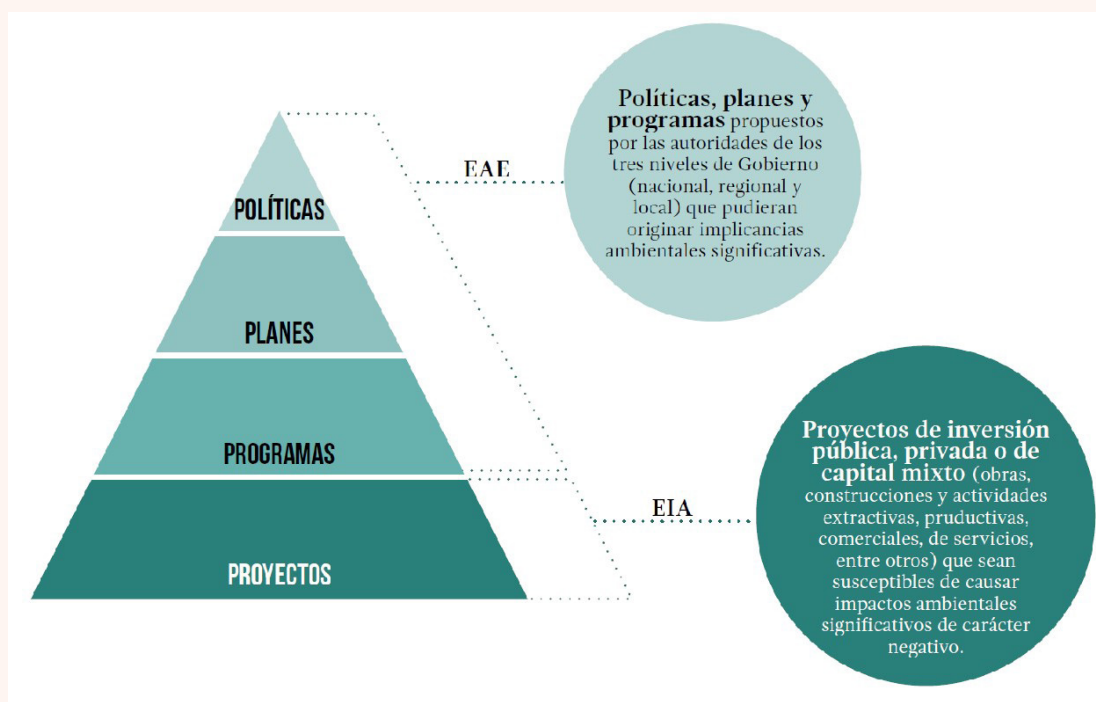 Políticas, planes y
programas propuestos
por las autoridades de los
tres niveles de Gobierno
(nacional, regional y
local) que pudieran
originar implicancias
ambientales significativas.
EAE
POLÍTICAS
PLANES
PROGRAMAS
PROYECTOS
EIA
Proyectos de inversión
pública, privada o de
capital mixto (obras,
construcciones y actividades
extractivas, pruductivas,
comerciales, de servicios,
entre otros) que sean
susceptibles de causar
impactos ambientales
significativos de carácter
negativo.